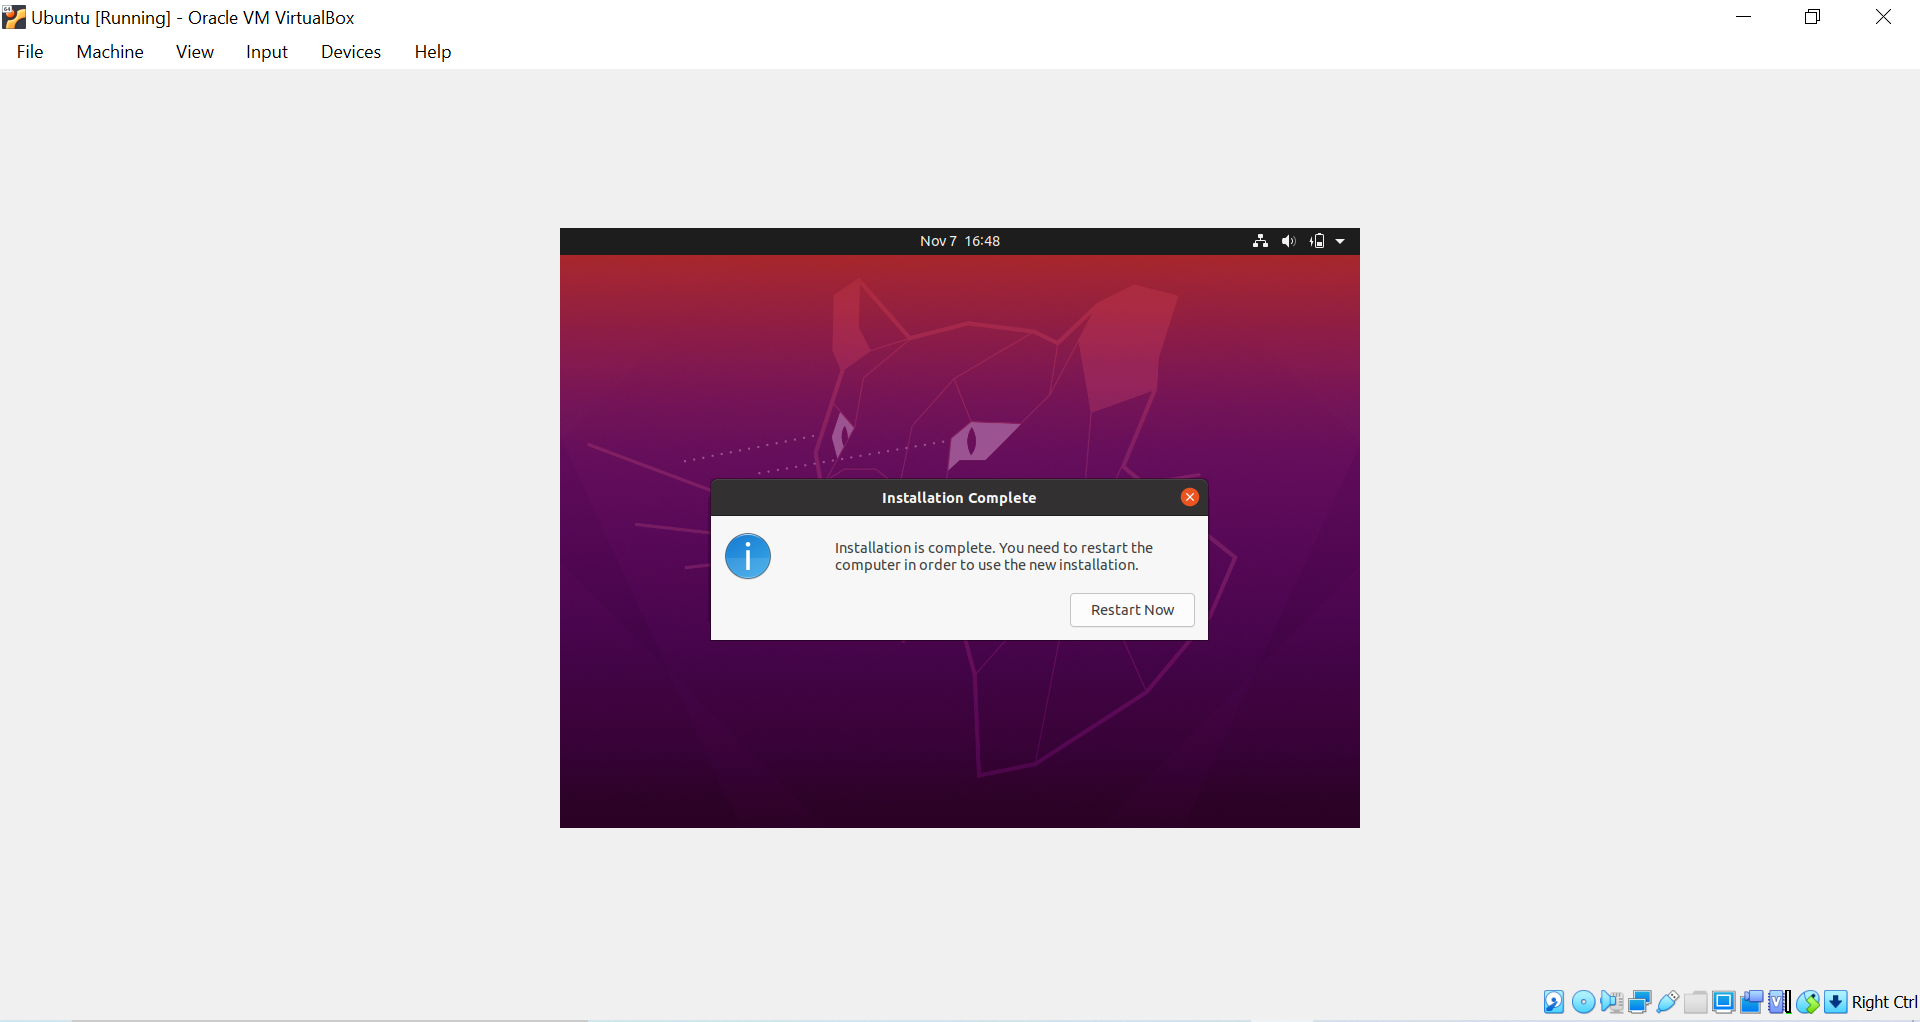 Ubuntu [Running] - Oracle VM VirtualBox
File Machine View Input Devices Help
Nov 7 16:48
Installation Complete
Installation is complete. You need to restart the
computer in order to use the new installation.
Restart Now
Right Ctrl